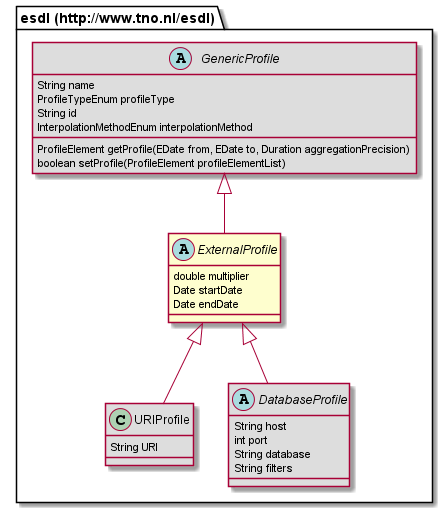 esdl (http://www.tno.nl/esdl)
A GenericProfile
String name
ProfileTypeEnum profileType
String id
InterpolationMethodEnum interpolationMethod
ProfileElement getProfile(EDate from, EDate to, Duration aggregationPrecision)
boolean setProfile(ProfileElement profileElementList)
A ExternalProfile
double multiplier
Date startDate
Date endDate
C URIProfile
String URI
A DatabaseProfile
String host
int port
String database
String filters